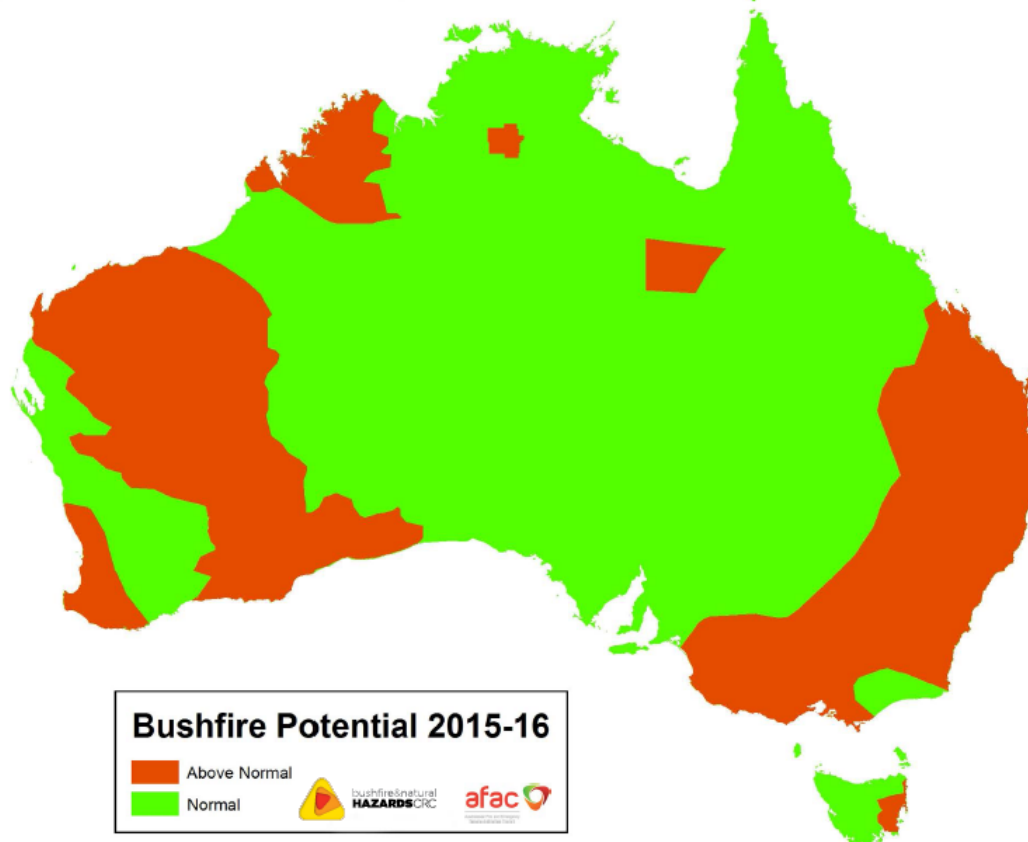 Bushfire Potential 2015-16
Above Normal
Normal
bushfire&natural
HAZARDSCRC
afac